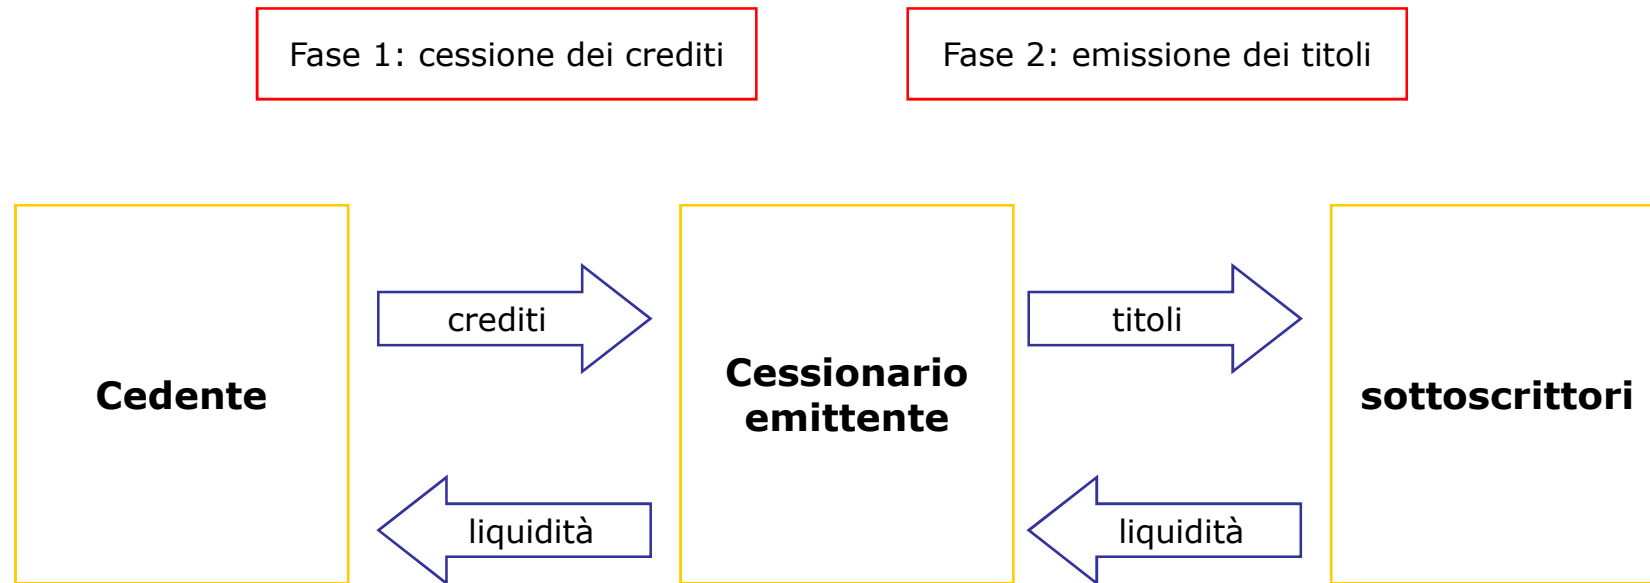 Fase 1: cessione dei crediti
Fase 2: emissione dei titoli
crediti
titoli
Cedente
Cessionario
emittente
sottoscrittori
liquidità
liquidità